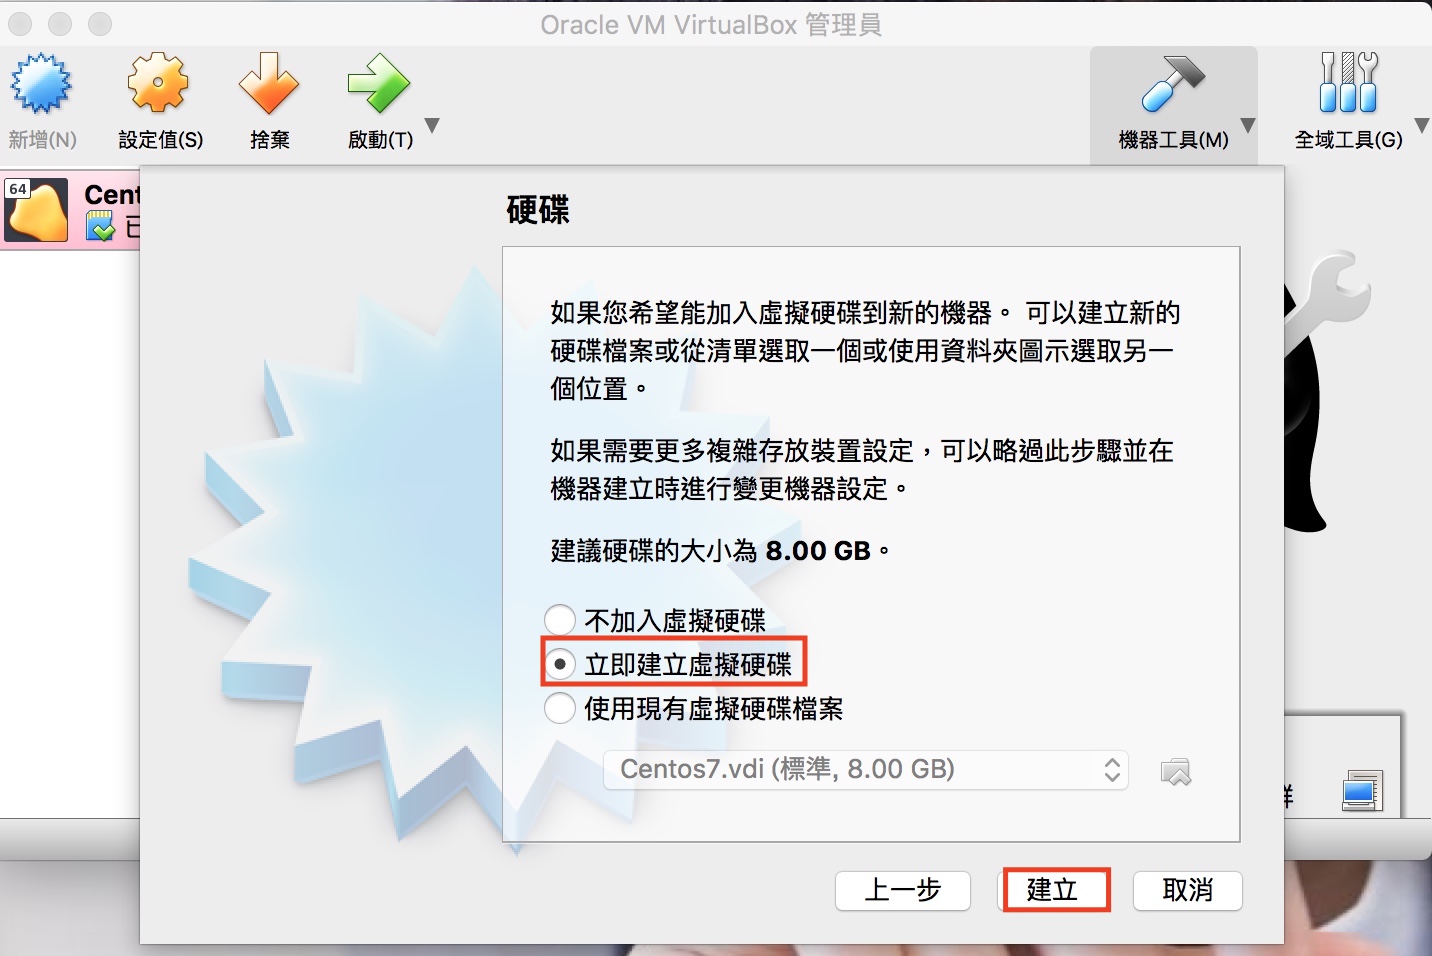 Oracle VM VirtualBox 管理員
新增(N)
設定值(S)
捨棄
啟動(T)
機器工具(M)
全域工具(G)
64
Cent
硬碟
如果您希望能加入虛擬硬碟到新的機器。 可以建立新的
硬碟檔案或從清單選取一個或使用資料夾圖示選取另一
個位置。
如果需要更多複雜存放裝置設定，可以略過此步驟並在
機器建立時進行變更機器設定。
建議硬碟的大小為 8.00 GB。
不加入虛擬硬碟
立即建立虛擬硬碟
使用現有虛擬硬碟檔案
Centos7.vdi (標準, 8.00 GB)
上一步
建立
取消